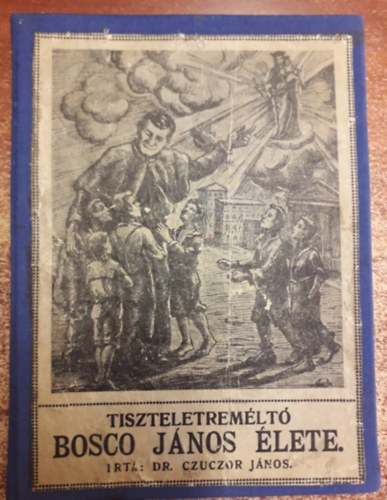 TISZTELETREMÉLTÓ
BOSCO JÁNOS ÉLETE.
IRTA: DR. CZUCZOR JÁNOS.